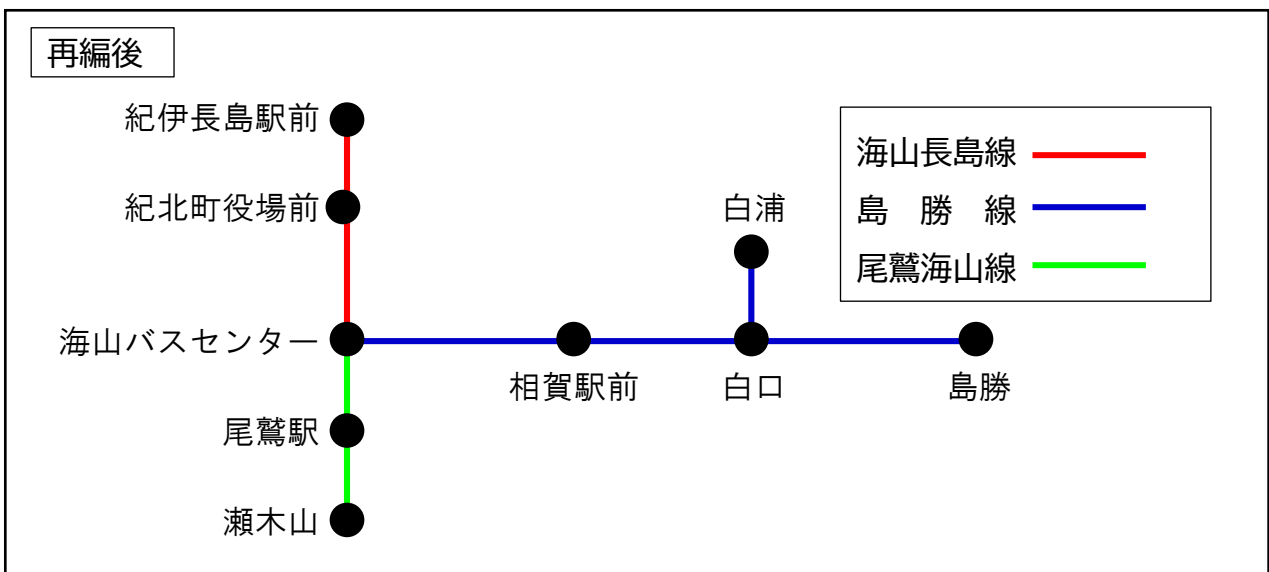 再編後
紀伊長島駅前
紀北町役場前
海山バスセンター
尾鷲駅
瀬木山
白浦
相賀駅前
白口
島勝
海山長島線
島 勝 線
尾鷲海山線